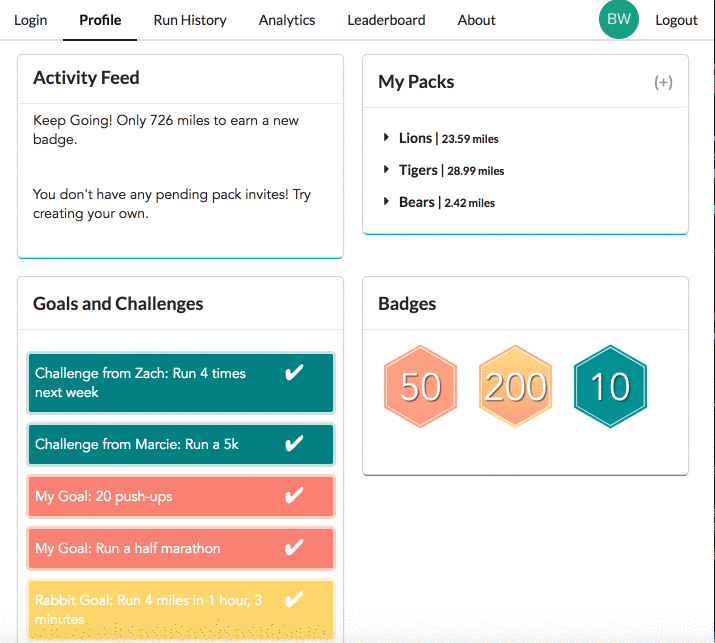 Login Profile Run History Analytics Leaderboard About BW Logout
Activity Feed
Keep Going! Only 726 miles to earn a new
badge.
You don't have any pending pack invites! Try
creating your own.
My Packs (+)
Lions | 23.59 miles
Tigers | 28.99 miles
Bears | 2.42 miles
Goals and Challenges
Challenge from Zach: Run 4 times
next week
Challenge from Marcie: Run a 5k
My Goal: 20 push-ups
My Goal: Run a half marathon
Rabbit Goal: Run 4 miles in 1 hour, 3
minutes.
Badges
50 200 10